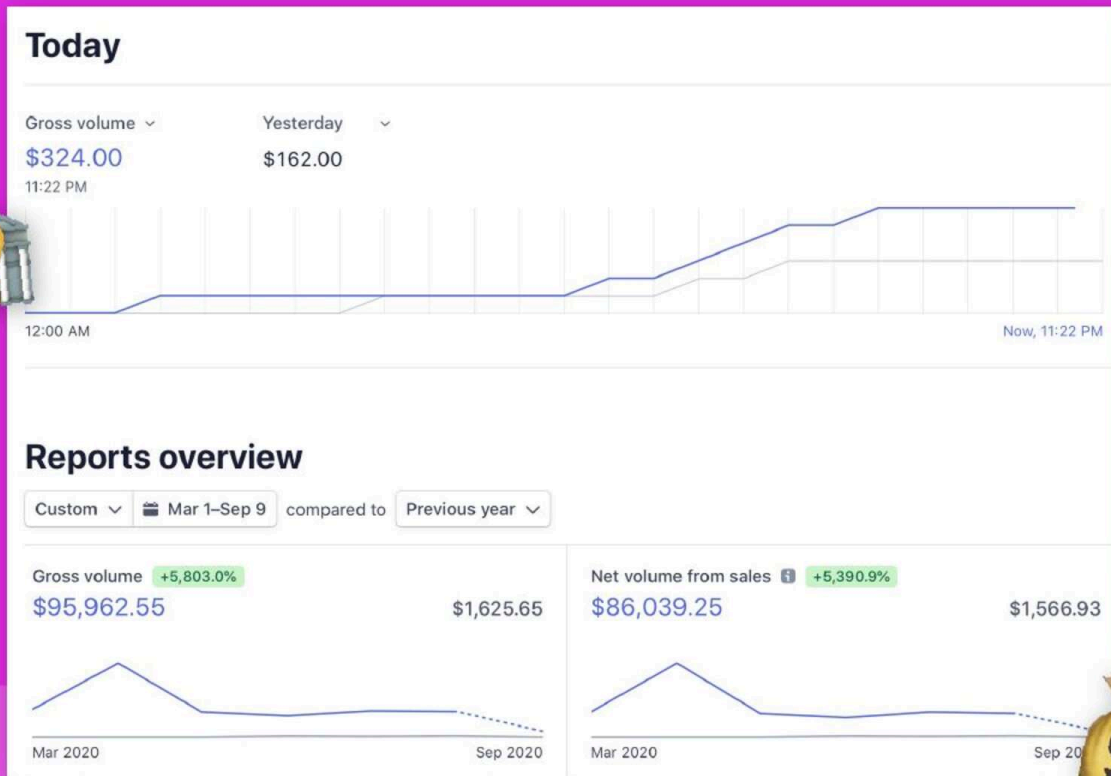 Today
Gross volume Yesterday
$324.00 $162.00
11:22 PM
12:00 AM Now, 11:22 PM
Reports overview
Custom Mar 1–Sep 9 compared to Previous year
Gross volume +5,803.0% Net volume from sales i +5,390.9%
$95,962.55 $1,625.65 $86,039.25 $1,566.93
Mar 2020 Sep 2020 Mar 2020 Sep 20